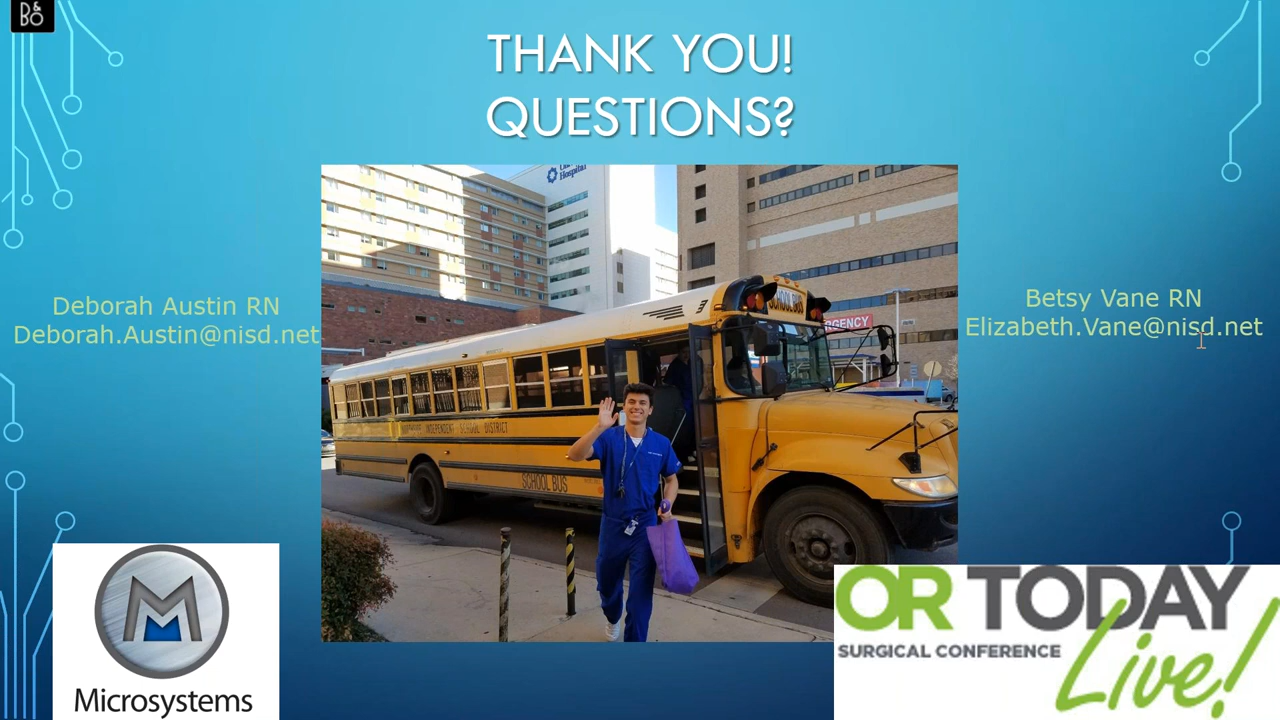 B&O
THANK YOU!
QUESTIONS?
Hospital
Deborah Austin RN
Deborah.Austin@nisd.net
Betsy Vane RN
Elizabeth.Vane@nisd.net
SCHOOL BUS
INDEPENDENT SCHOOL DISTRICT
SCHOOL BUS
M
Microsystems
OR TODAY
SURGICAL CONFERENCE
Live!